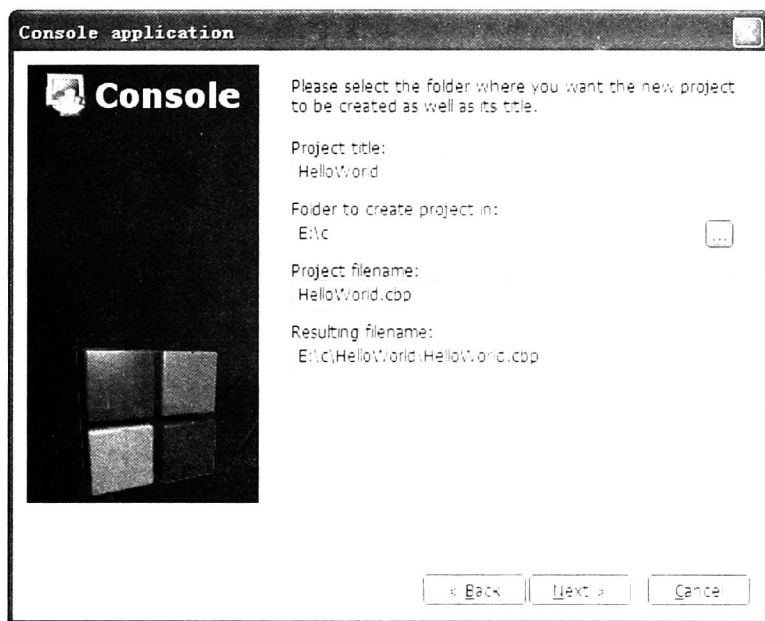 Console application
Console
Please select the folder where you want the new project
to be created as well as its title.
Project title:
HelloWorld
Folder to create project in:
E:\c
...
Project filename:
HelloWorld.cbp
Resulting filename:
E:\c\HelloWorld\HelloWorld.cbp
< Back
Next >
Cancel